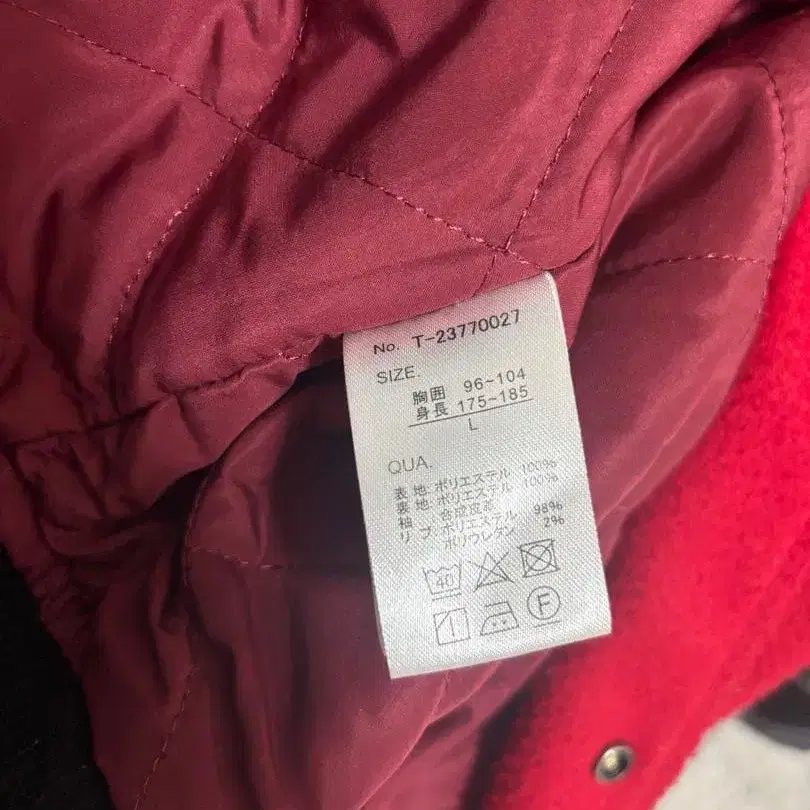 No. T-23770027
SIZE.
胸囲 96~104
身長 175~185
L
QUA.
表地・ポリエステル 100%
裏地・ポリエステル 100%
袖 合成皮革
リブ・ポリエステル 98%
ポリウレタン 2%
40
F